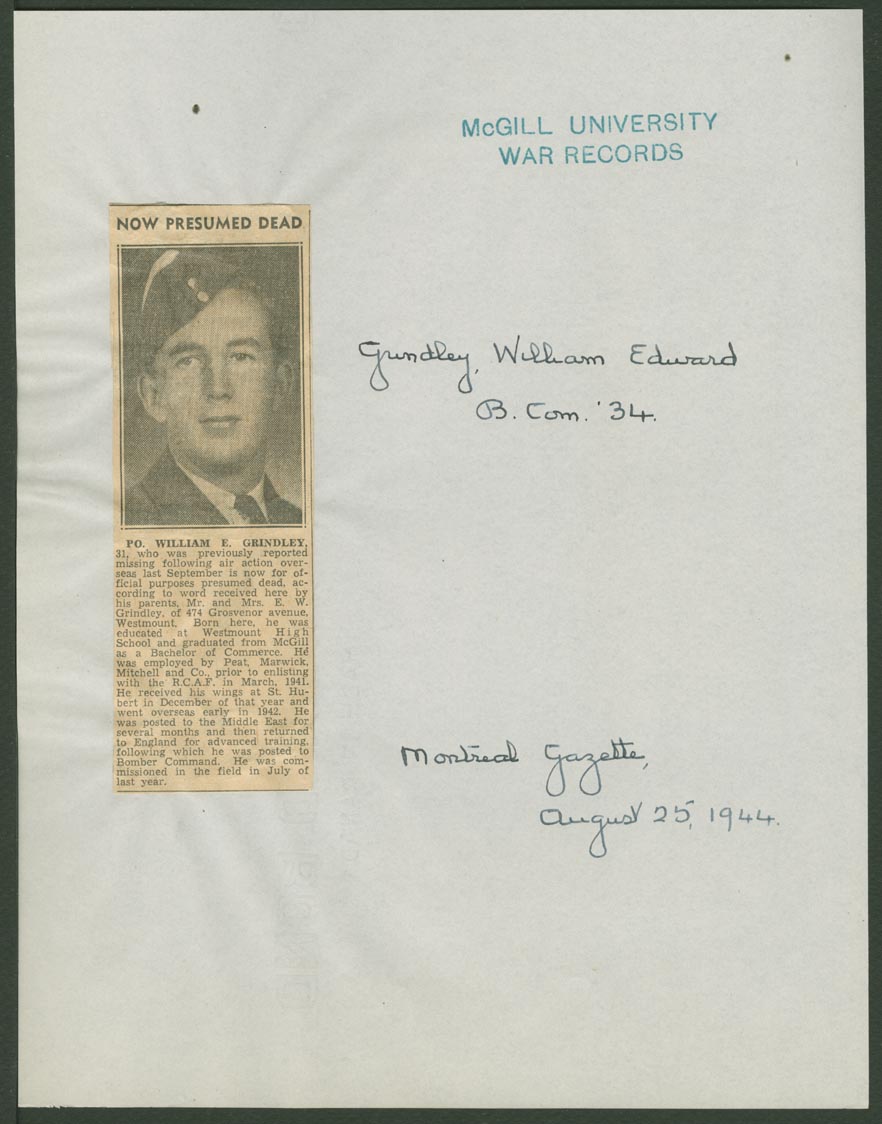 McGILL UNIVERSITY
WAR RECORDS
NOW PRESUMED DEAD
Grindley, William Edward
B. Com. '34.
PO. WILLIAM E. GRINDLEY,
31, who was previously reported
missing following air action over-
seas last September is now for of-
ficial purposes presumed dead, ac-
cording to word received here by
his parents, Mr. and Mrs. E. W.
Grindley, of 474 Grosvenor avenue,
Westmount. Born here, he was
educated at Westmount High
School and graduated from McGill
as a Bachelor of Commerce. He
was employed by Peat, Marwick,
Mitchell and Co., prior to enlisting
with the R.C.A.F. in March, 1941.
He received his wings at St. Hu-
bert in December of that year and
went overseas early in 1942. He
was posted to the Middle East for
several months and then returned
to England for advanced training,
following which he was posted to
Bomber Command. He was com-
missioned in the field in July of
last year.
Montreal Gazette,
August 25, 1944.